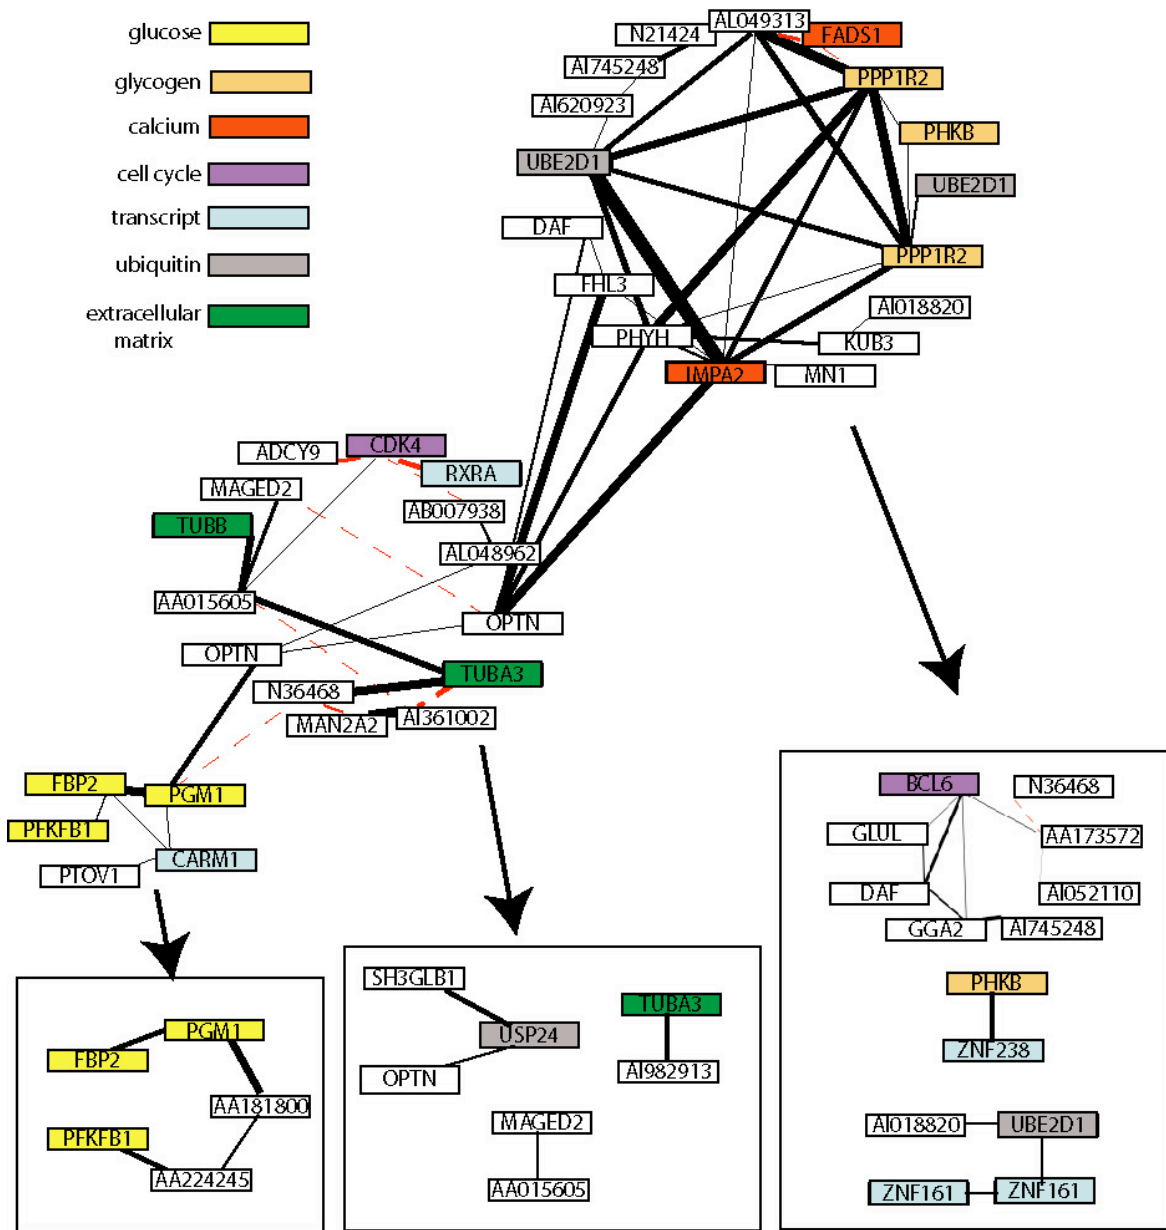 glucose
glycogen
calcium
cell cycle
transcript
ubiquitin
extracellular
matrix
AL049313
N21424
FADS1
AI745248
PPP1R2
AI620923
PHKB
UBE2D1
UBE2D1
DAF
PPP1R2
FHL3
AI018820
PHYH
KUB3
IMPA2
MN1
CDK4
ADCY9
RXRA
MAGED2
AB007938
TUBB
AL048962
AA015605
OPTN
OPTN
TUBA3
N36468
MAN2A2
AI361002
FBP2
PGM1
PFKFB1
CARM1
PTOV1
PGM1
FBP2
AA181800
PFKFB1
AA224245
SH3GLB1
TUBA3
USP24
OPTN
AI982913
MAGED2
AA015605
BCL6
N36468
GLUL
AA173572
DAF
AI052110
GGA2
AI745248
PHKB
ZNF238
AI018820
UBE2D1
ZNF161
ZNF161